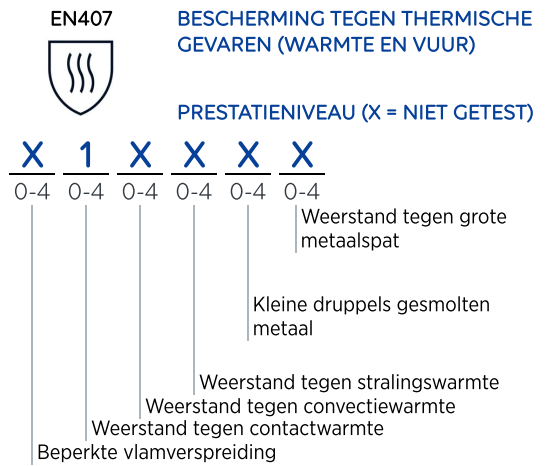 EN407
BESCHERMING TEGEN THERMISCHE
GEVAREN (WARMTE EN VUUR)
PRESTATIENIVEAU (X = NIET GETEST)
X 1 X X X X
0-4 0-4 0-4 0-4 0-4 0-4
Weerstand tegen grote
metaalspat
Kleine druppels gesmolten
metaal
Weerstand tegen stralingswarmte
Weerstand tegen convectiewarmte
Weerstand tegen contactwarmte
Beperkte vlamverspreiding